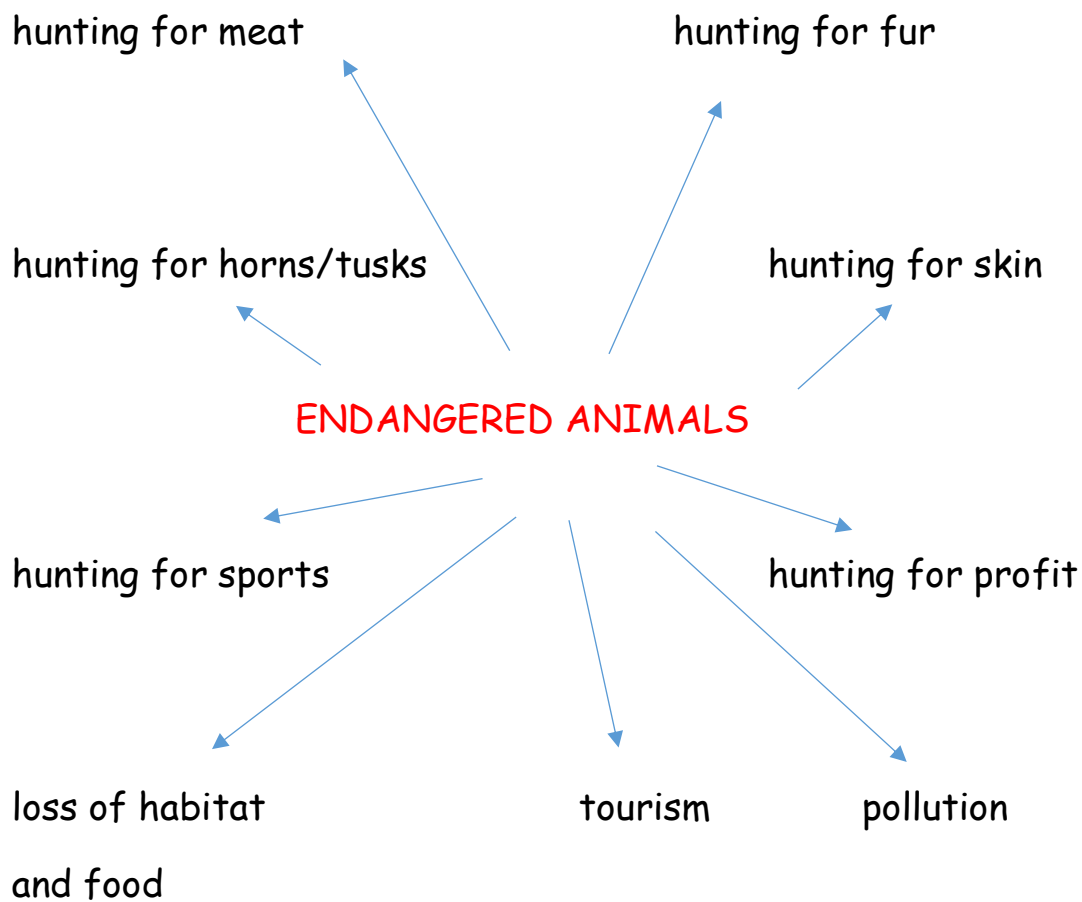 hunting for meat
hunting for fur
hunting for horns/tusks
hunting for skin
ENDANGERED ANIMALS
hunting for sports
hunting for profit
loss of habitat
and food
tourism
pollution